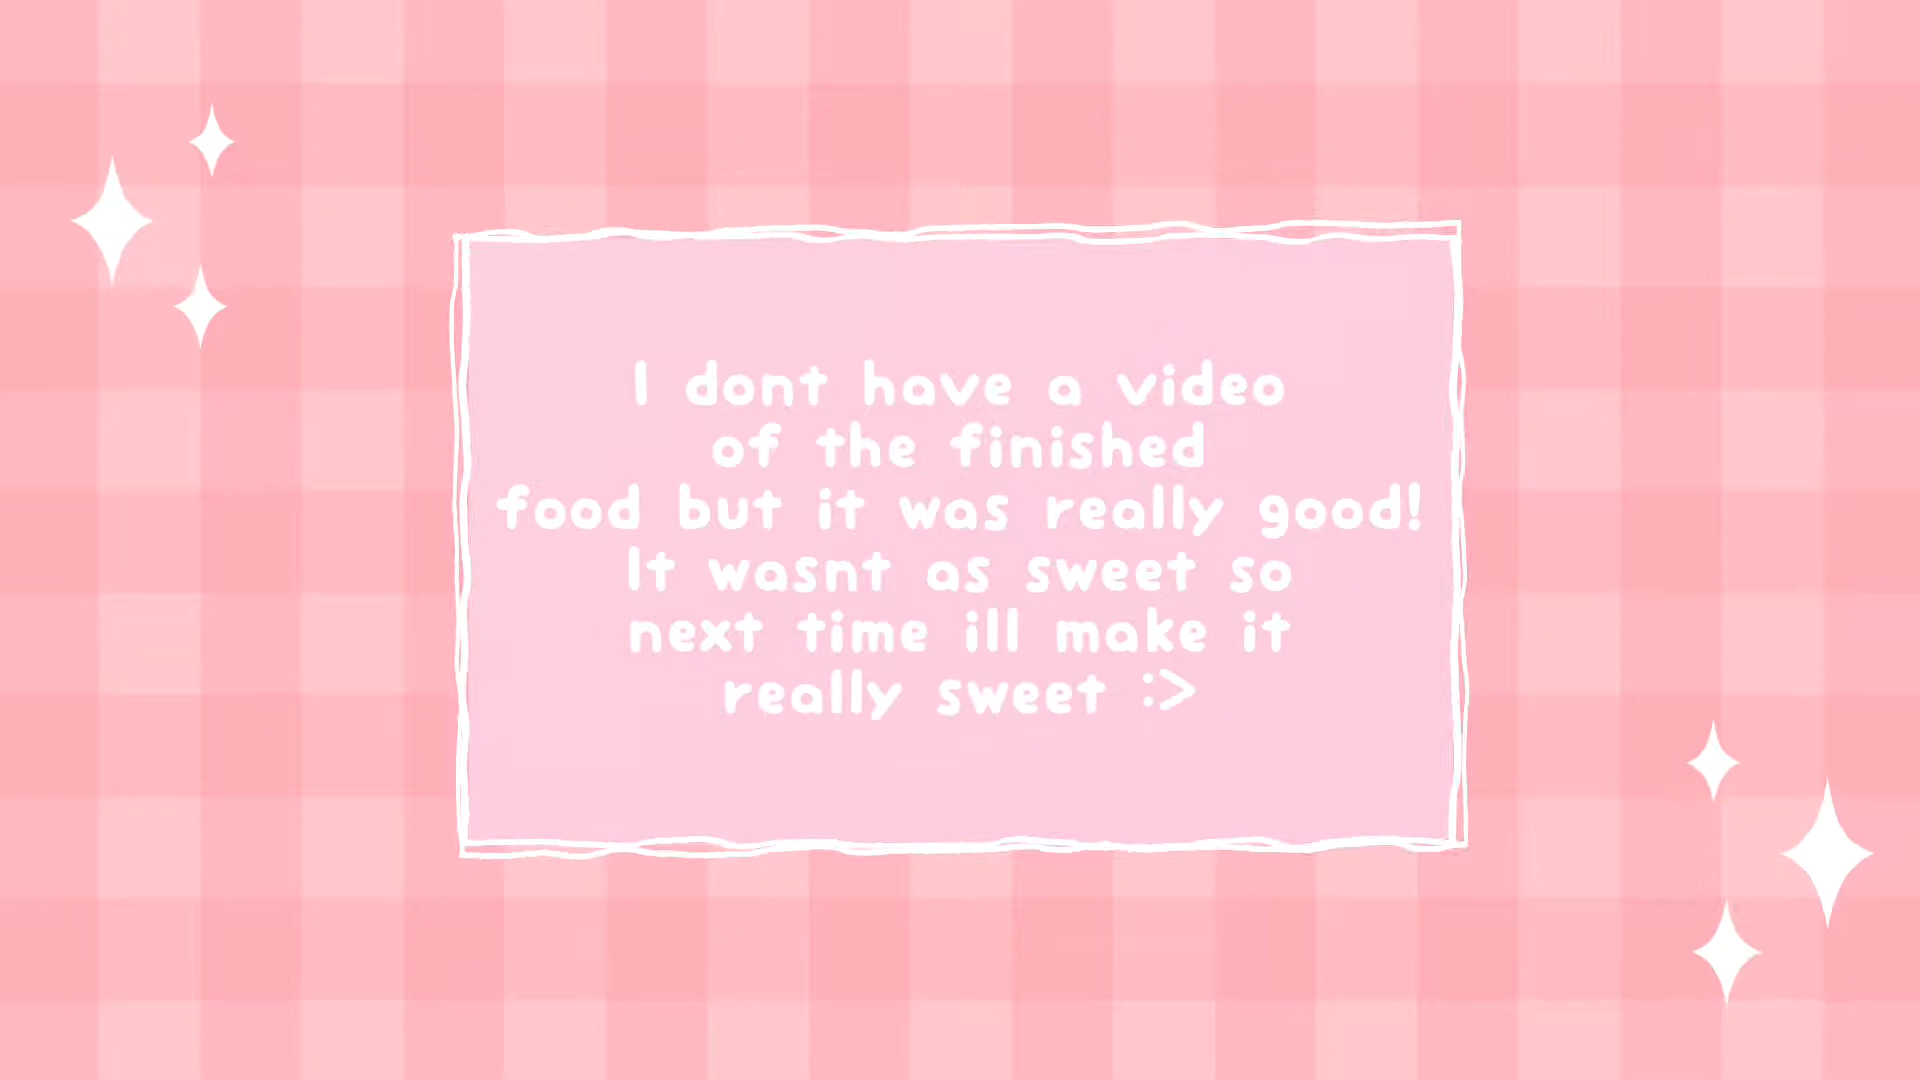 I dont have a video
of the finished
food but it was really good!
It wasnt as sweet so
next time ill make it
really sweet :>